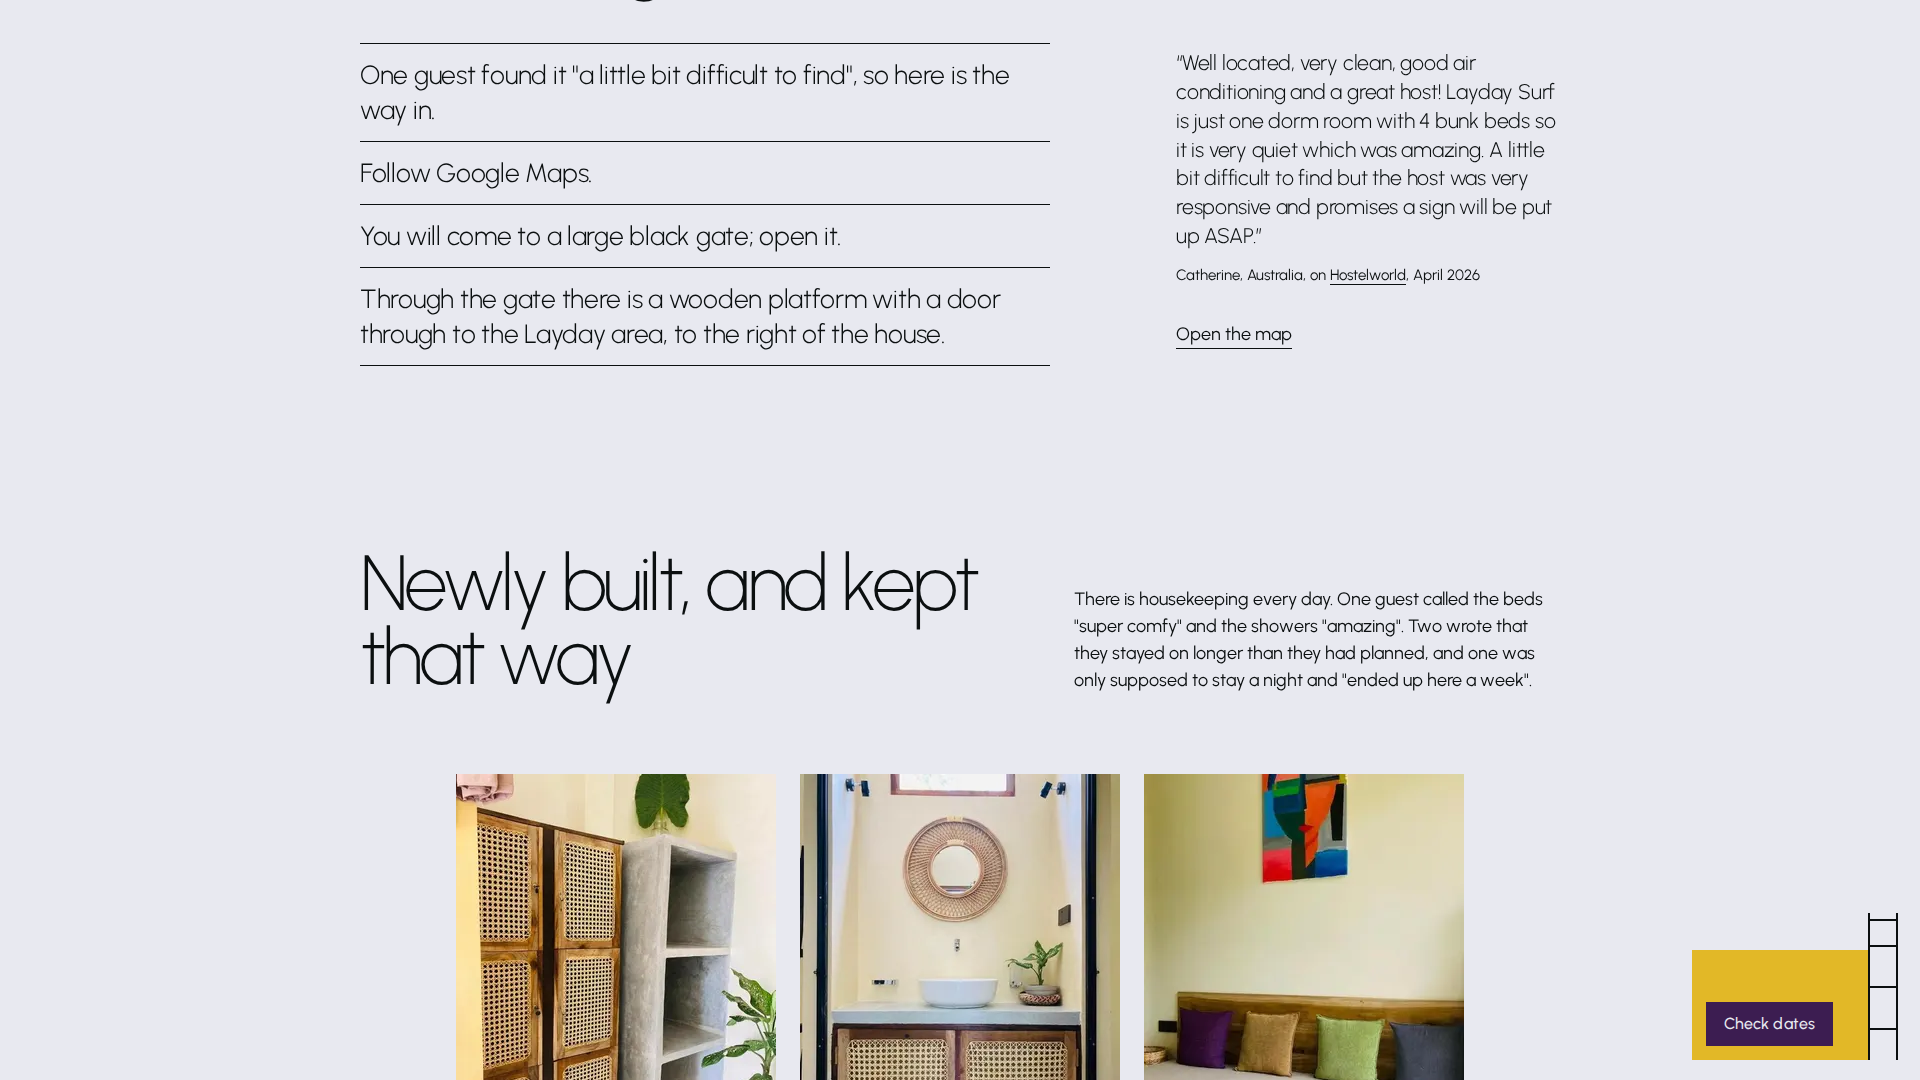 One guest found it "a little bit difficult to find", so here is the
way in.
Follow Google Maps.
You will come to a large black gate; open it.
Through the gate there is a wooden platform with a door
through to the Layday area, to the right of the house.
“Well located, very clean, good air
conditioning and a great host! Layday Surf
is just one dorm room with 4 bunk beds so
it is very quiet which was amazing. A little
bit difficult to find but the host was very
responsive and promises a sign will be put
up ASAP.”
Catherine, Australia, on Hostelworld, April 2026
Open the map
Newly built, and kept
that way
There is housekeeping every day. One guest called the beds
"super comfy" and the showers "amazing". Two wrote that
they stayed on longer than they had planned, and one was
only supposed to stay a night and "ended up here a week".
Check dates